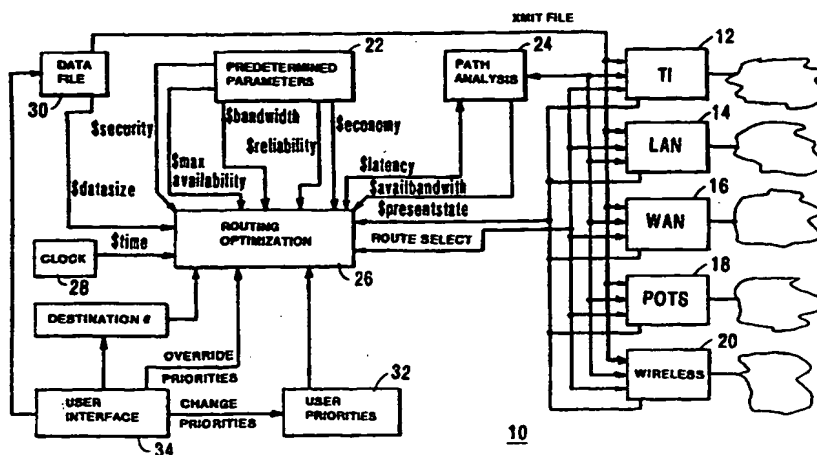 XMIT FILE
DATA
FILE
30
22
PREDETERMINED
PARAMETERS
24
PATH
ANALYSIS
12
TI
$security
$bandwidth
$reliability
$economy
14
LAN
$max
availability
$latency
$availbandwith
$datasize
$presentstate
16
WAN
ROUTING
OPTIMIZATION
ROUTE SELECT
CLOCK
28
$time
26
18
POTS
DESTINATION #
OVERRIDE
PRIORITIES
32
20
WIRELESS
USER
INTERFACE
34
CHANGE
PRIORITIES
USER
PRIORITIES
10